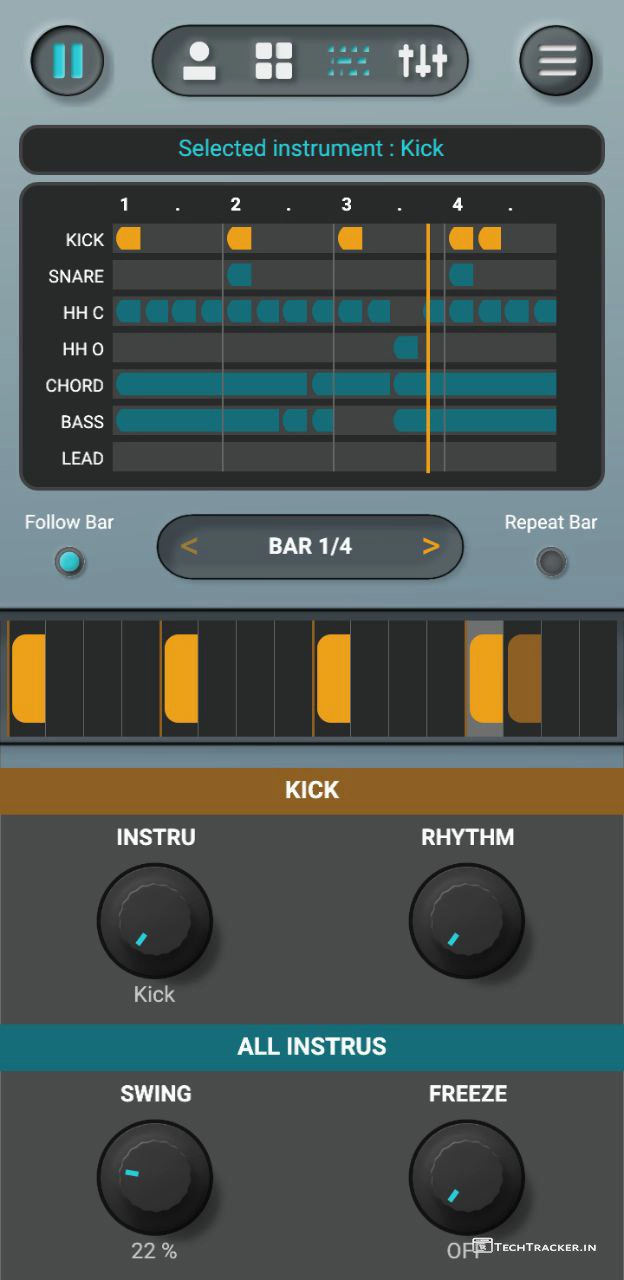 Selected instrument : Kick
1 . 2 . 3 . 4 .
KICK
SNARE
HH C
HH O
CHORD
BASS
LEAD
Follow Bar
< BAR 1/4 >
Repeat Bar
KICK
INSTRU RHYTHM
Kick
ALL INSTRUS
SWING FREEZE
22 % OFF
TECHTRACKER.IN